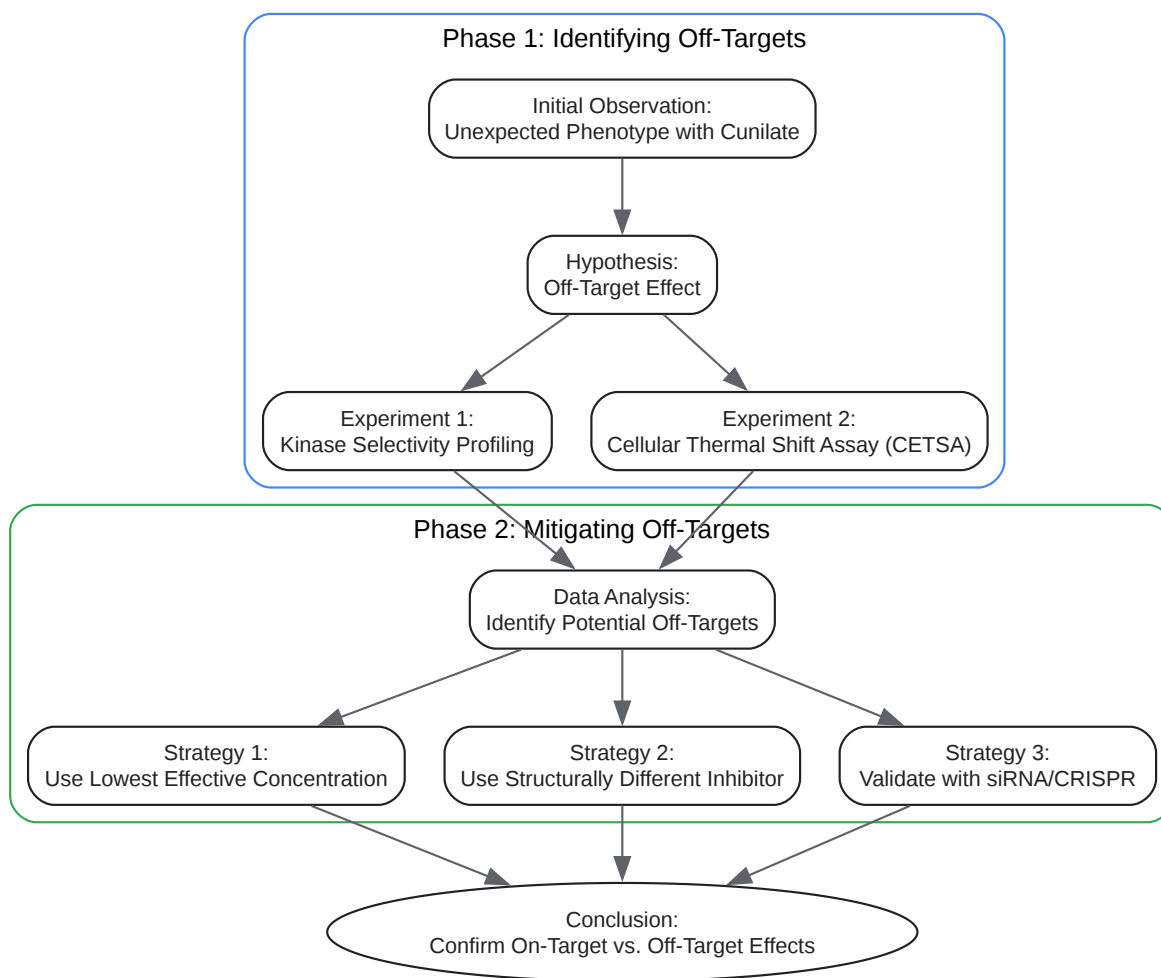 Phase 1: Identifying Off-Targets
Initial Observation:
Unexpected Phenotype with Cunilate
Hypothesis:
Off-Target Effect
Experiment 1:
Kinase Selectivity Profiling
Experiment 2:
Cellular Thermal Shift Assay (CETSA)
Phase 2: Mitigating Off-Targets
Data Analysis:
Identify Potential Off-Targets
Strategy 1:
Use Lowest Effective Concentration
Strategy 2:
Use Structurally Different Inhibitor
Strategy 3:
Validate with siRNA/CRISPR
Conclusion:
Confirm On-Target vs. Off-Target Effects